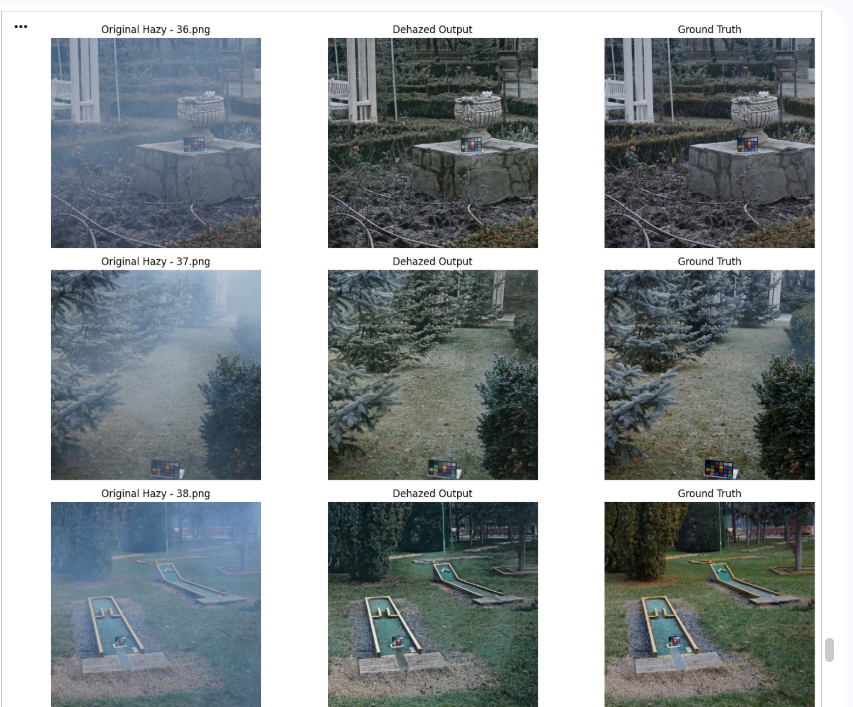 •••
Original Hazy - 36.png
Dehazed Output
Ground Truth
Original Hazy - 37.png
Dehazed Output
Ground Truth
Original Hazy - 38.png
Dehazed Output
Ground Truth